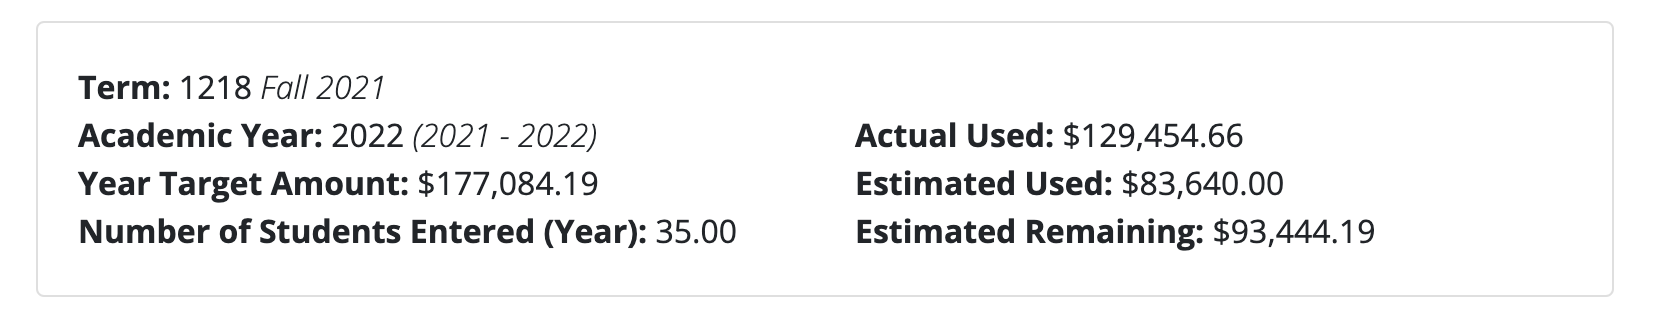 Term: 1218 Fall 2021
Academic Year: 2022 (2021 - 2022)
Year Target Amount: $177,084.19
Number of Students Entered (Year): 35.00
Actual Used: $129,454.66
Estimated Used: $83,640.00
Estimated Remaining: $93,444.19